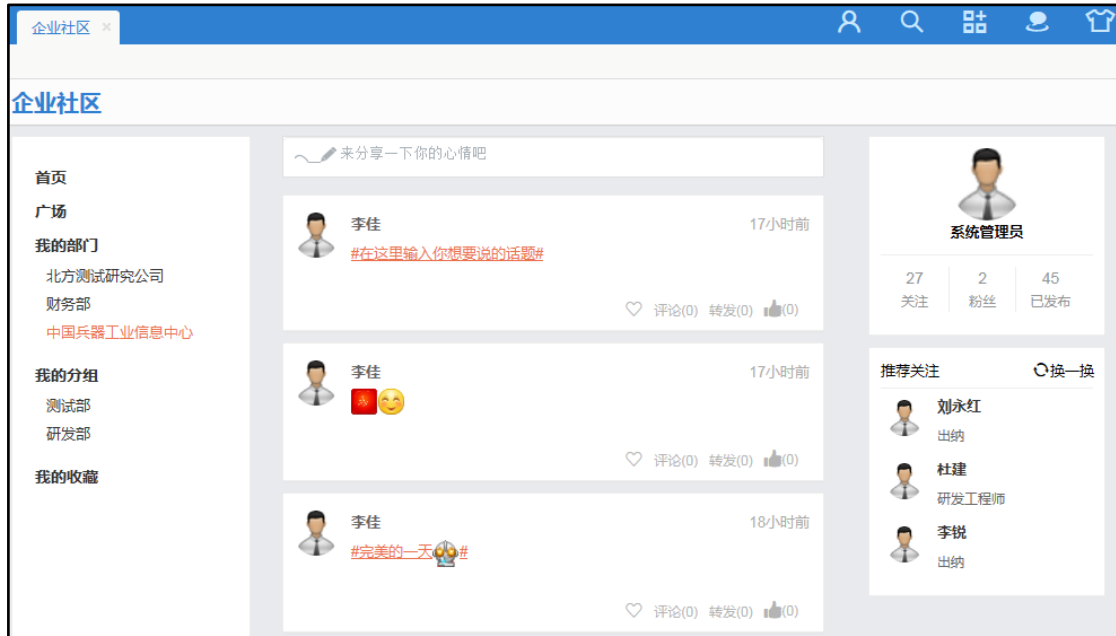 企业社区 ×
企业社区
首页
广场
我的部门
北方测试研究公司
财务部
中国兵器工业信息中心
我的分组
测试部
研发部
我的收藏
来分享一下你的心情吧
李佳 17小时前
#在这里输入你想要说的话题#
评论(0) 转发(0) (0)
李佳 17小时前
评论(0) 转发(0) (0)
李佳 18小时前
#完美的一天#
评论(0) 转发(0) (0)
系统管理员
27 2 45
关注 粉丝 已发布
推荐关注 换一换
刘永红
出纳
杜建
研发工程师
李锐
出纳